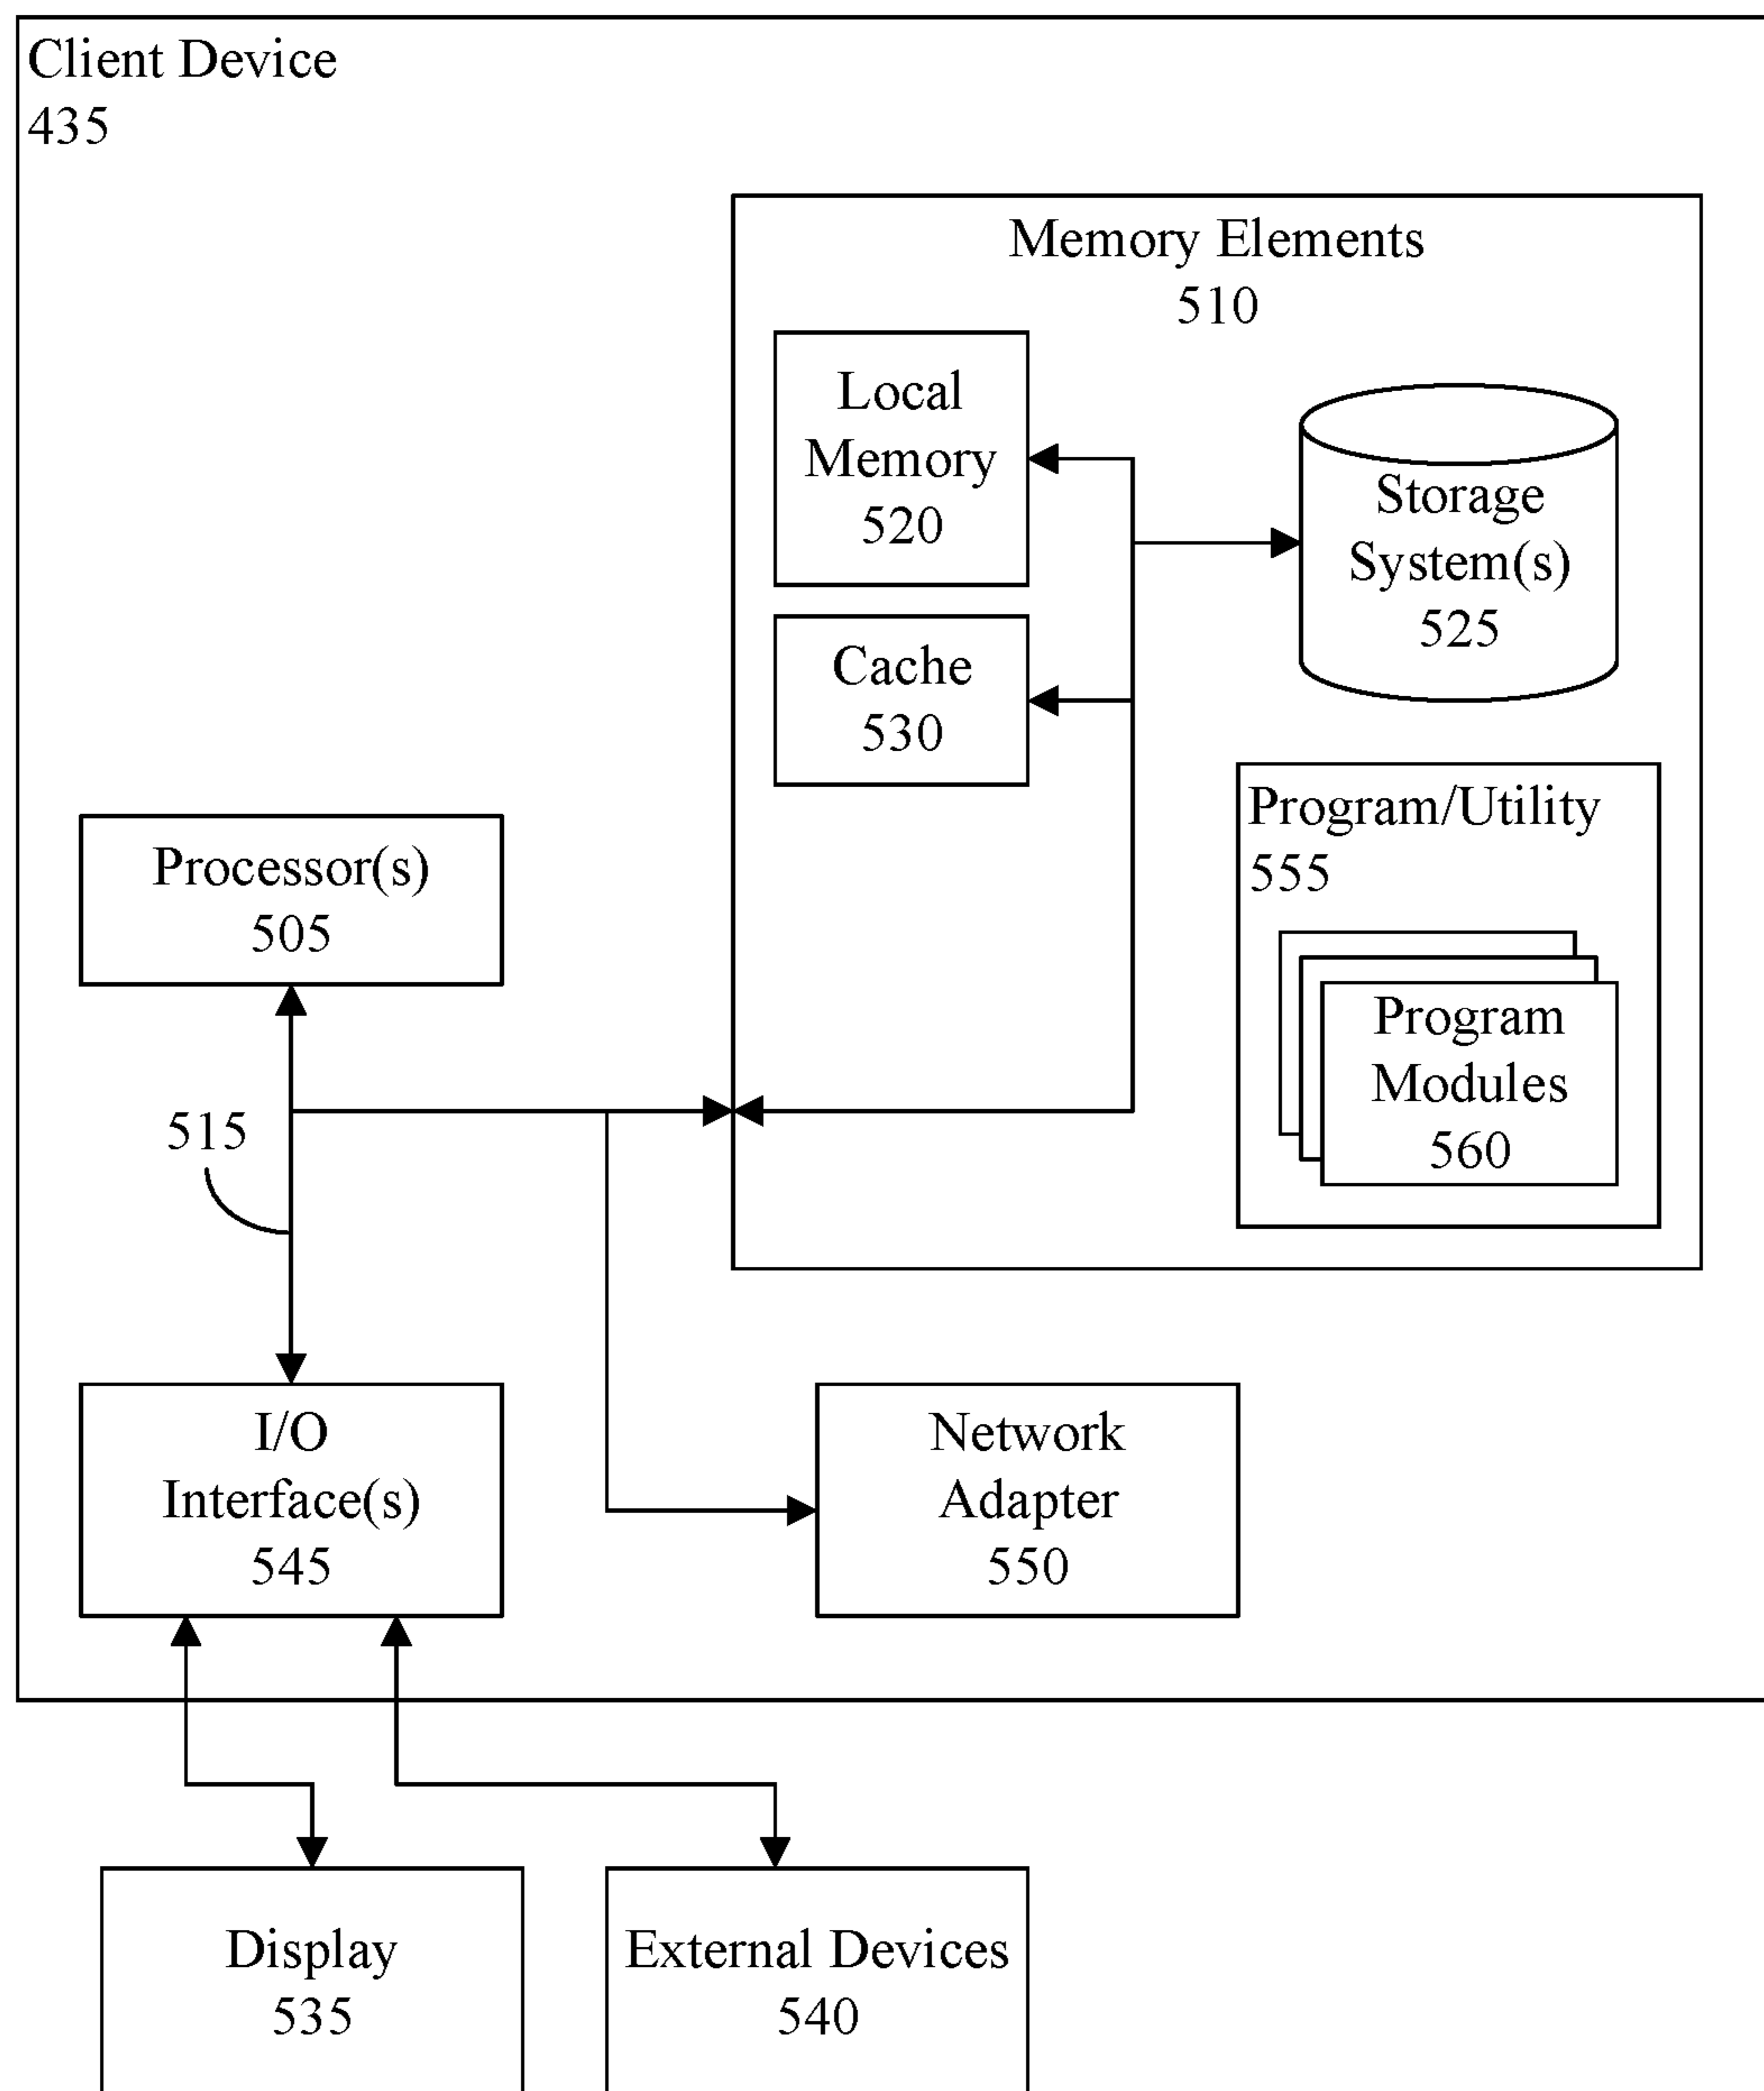 Client Device
435
Memory Elements
510
Local
Memory
520
Storage
System(s)
525
Cache
530
Program/Utility
555
Program
Modules
560
Processor(s)
505
515
I/O
Interface(s)
545
Network
Adapter
550
Display
535
External Devices
540